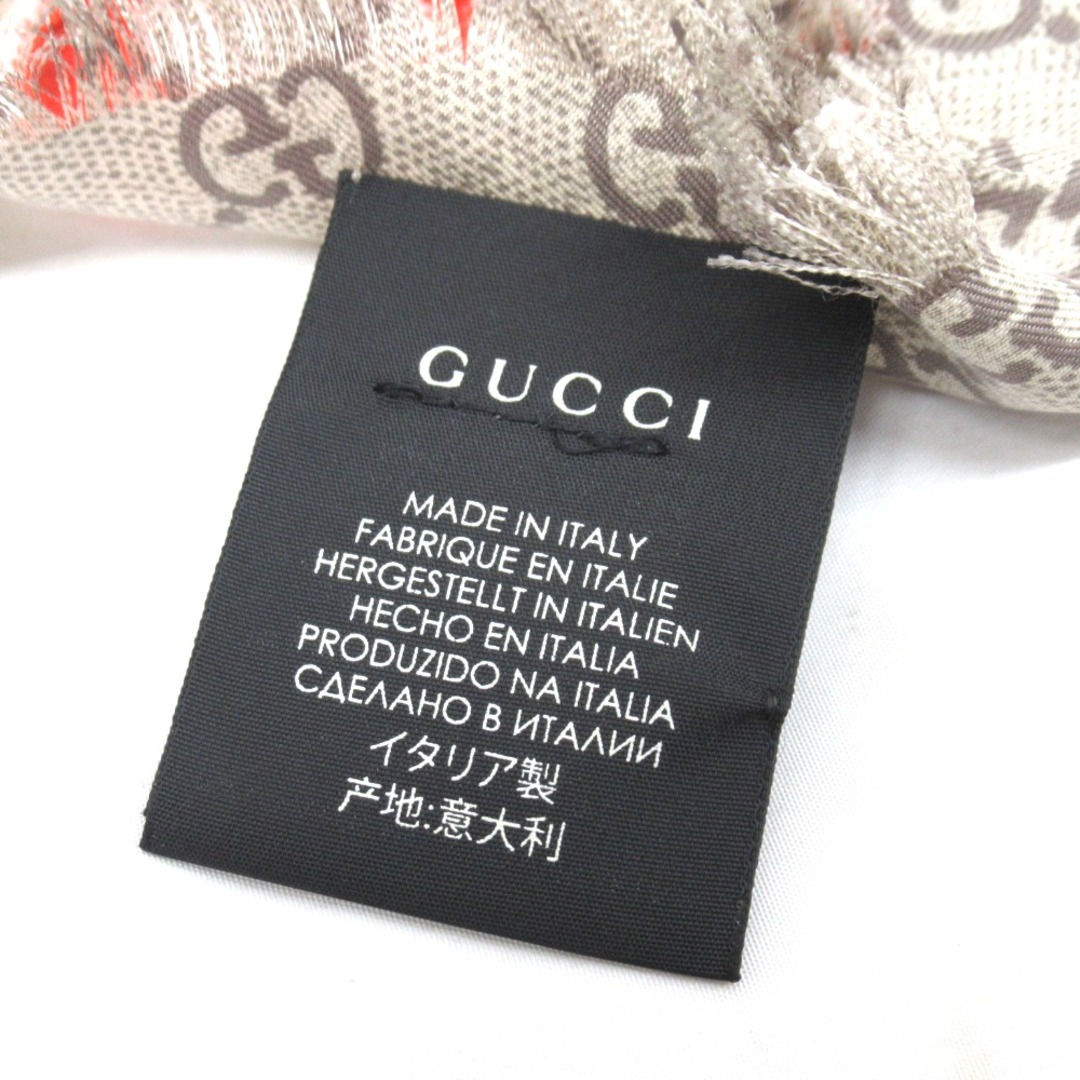 GUCCI
MADE IN ITALY
FABRIQUE EN ITALIE
HERGESTELLT IN ITALIEN
HECHO EN ITALIA
PRODUZIDO NA ITALIA
СДЕЛАНО В ИТАЛИИ
イタリア製
产地:意大利